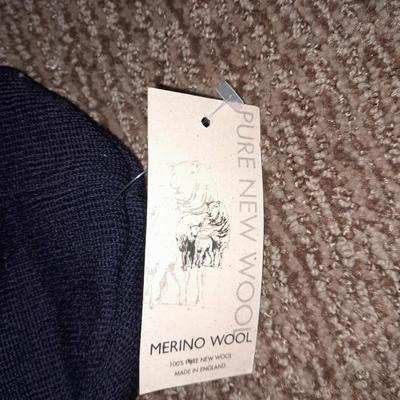 PURE NEW WOOL
MERINO WOOL
100% PURE NEW WOOL
MADE IN ENGLAND